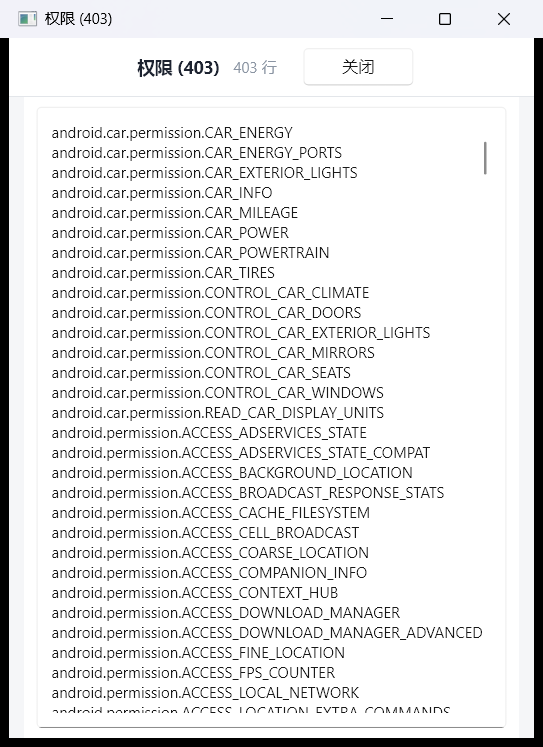 权限 (403)
权限 (403) 403 行 关闭
android.car.permission.CAR_ENERGY
android.car.permission.CAR_ENERGY_PORTS
android.car.permission.CAR_EXTERIOR_LIGHTS
android.car.permission.CAR_INFO
android.car.permission.CAR_MILEAGE
android.car.permission.CAR_POWER
android.car.permission.CAR_POWERTRAIN
android.car.permission.CAR_TIRES
android.car.permission.CONTROL_CAR_CLIMATE
android.car.permission.CONTROL_CAR_DOORS
android.car.permission.CONTROL_CAR_EXTERIOR_LIGHTS
android.car.permission.CONTROL_CAR_MIRRORS
android.car.permission.CONTROL_CAR_SEATS
android.car.permission.CONTROL_CAR_WINDOWS
android.car.permission.READ_CAR_DISPLAY_UNITS
android.permission.ACCESS_ADSERVICES_STATE
android.permission.ACCESS_ADSERVICES_STATE_COMPAT
android.permission.ACCESS_BACKGROUND_LOCATION
android.permission.ACCESS_BROADCAST_RESPONSE_STATS
android.permission.ACCESS_CACHE_FILESYSTEM
android.permission.ACCESS_CELL_BROADCAST
android.permission.ACCESS_COARSE_LOCATION
android.permission.ACCESS_COMPANION_INFO
android.permission.ACCESS_CONTEXT_HUB
android.permission.ACCESS_DOWNLOAD_MANAGER
android.permission.ACCESS_DOWNLOAD_MANAGER_ADVANCED
android.permission.ACCESS_FINE_LOCATION
android.permission.ACCESS_FPS_COUNTER
android.permission.ACCESS_LOCAL_NETWORK
android.permission.ACCESS_LOCATION_EXTRA_COMMANDS